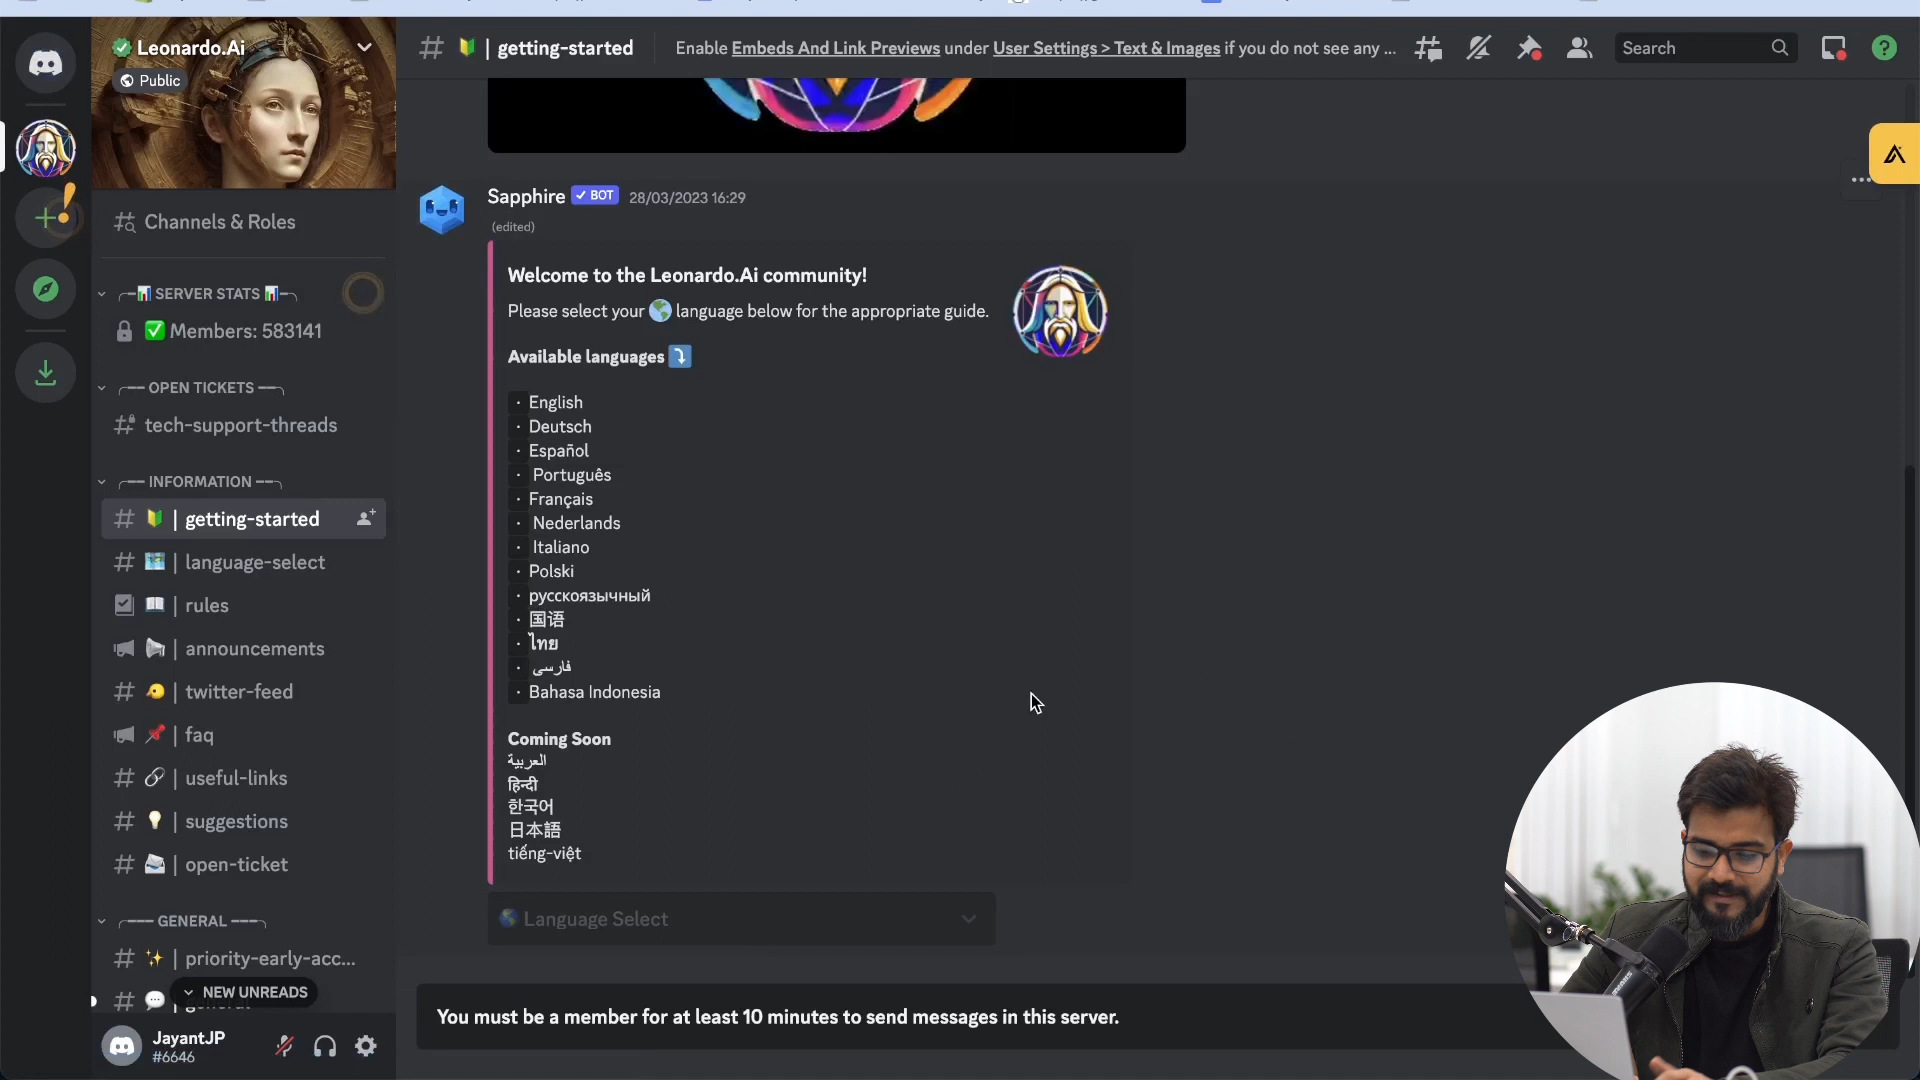 Leonardo.Ai
Public
Channels & Roles
SERVER STATS
Members: 583141
OPEN TICKETS
tech-support-threads
INFORMATION
getting-started
language-select
rules
announcements
twitter-feed
faq
useful-links
suggestions
open-ticket
GENERAL
priority-early-acc...
NEW UNREADS
JayantJP
#6646
| getting-started
Enable Embeds And Link Previews under User Settings > Text & Images if you do not see any ...
Search
Sapphire BOT 28/03/2023 16:29
(edited)
Welcome to the Leonardo.Ai community!
Please select your 🌎 language below for the appropriate guide.
Available languages ⤵️
· English
· Deutsch
· Español
· Português
· Français
· Nederlands
· Italiano
· Polski
· русскоязычный
· 国语
· ไทย
· فارسی
· Bahasa Indonesia
Coming Soon
العربية
हिन्दी
한국어
日本語
tiếng-việt
🌎 Language Select
You must be a member for at least 10 minutes to send messages in this server.